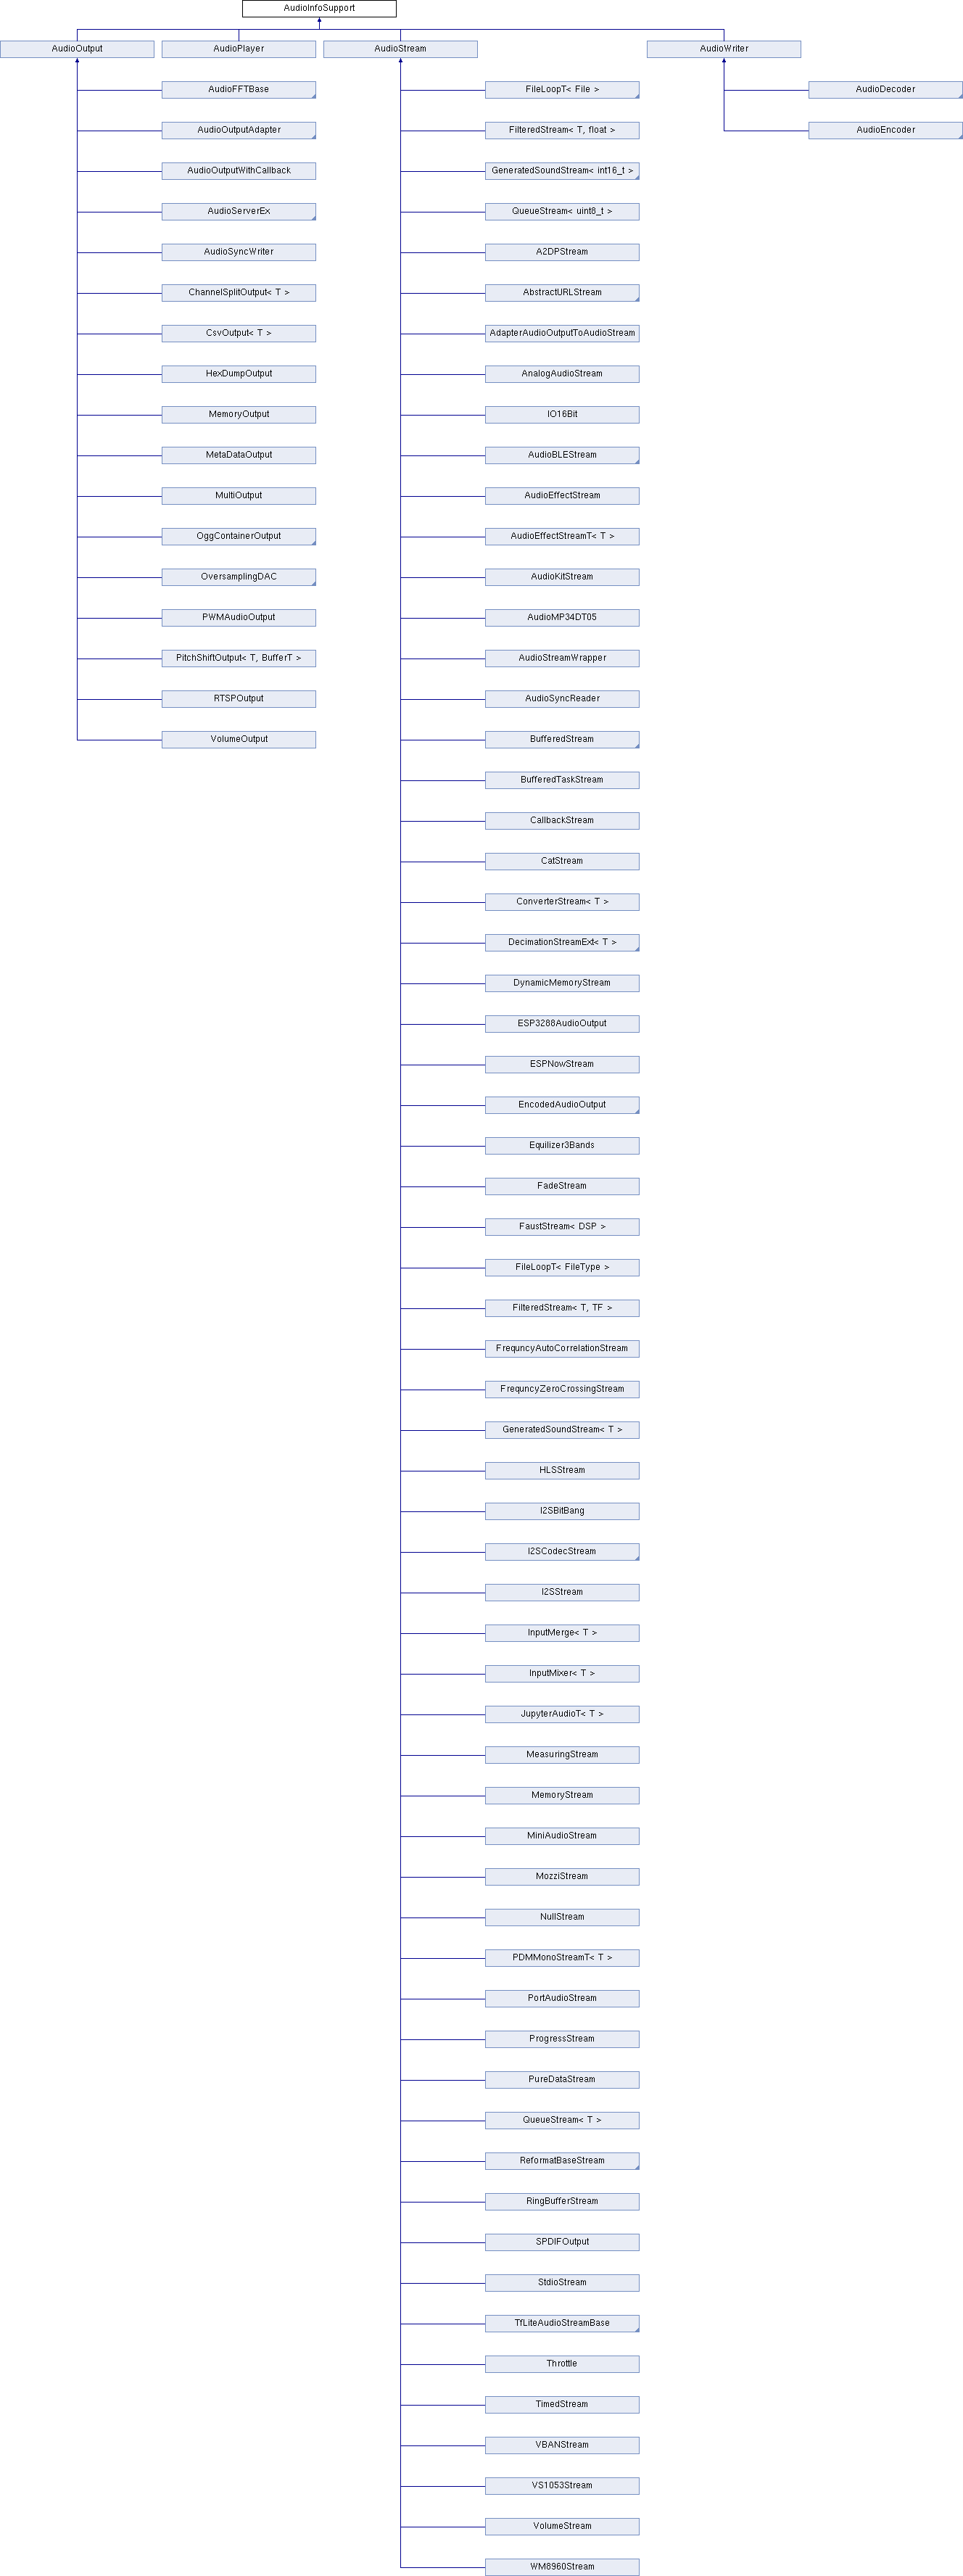 AudioInfoSupport
AudioOutput
AudioPlayer
AudioStream
AudioWriter
AudioFFTBase
AudioOutputAdapter
AudioOutputWithCallback
AudioServerEx
AudioSyncWriter
ChannelSplitOutput< T >
CsvOutput< T >
HexDumpOutput
MemoryOutput
MetaDataOutput
MultiOutput
OggContainerOutput
OversamplingDAC
PWMAudioOutput
PitchShiftOutput< T, BufferT >
RTSPOutput
VolumeOutput
FileLoopT< File >
FilteredStream< T, float >
GeneratedSoundStream< int16_t >
QueueStream< uint8_t >
A2DPStream
AbstractURLStream
AdapterAudioOutputToAudioStream
AnalogAudioStream
IO16Bit
AudioBLEStream
AudioEffectStream
AudioEffectStreamT< T >
AudioKitStream
AudioMP34DT05
AudioStreamWrapper
AudioSyncReader
BufferedStream
BufferedTaskStream
CallbackStream
CatStream
ConverterStream< T >
DecimationStreamExt< T >
DynamicMemoryStream
ESP3288AudioOutput
ESPNowStream
EncodedAudioOutput
Equilizer3Bands
FadeStream
FaustStream< DSP >
FileLoopT< FileType >
FilteredStream< T, TF >
FrequncyAutoCorrelationStream
FrequncyZeroCrossingStream
GeneratedSoundStream< T >
HLSStream
I2SBitBang
I2SCodecStream
I2SStream
InputMerge< T >
InputMixer< T >
JupyterAudioT< T >
MeasuringStream
MemoryStream
MiniAudioStream
MozziStream
NullStream
PDMMonoStreamT< T >
PortAudioStream
ProgressStream
PureDataStream
QueueStream< T >
ReformatBaseStream
RingBufferStream
SPDIFOutput
StdioStream
TfLiteAudioStreamBase
Throttle
TimedStream
VBANStream
VS1053Stream
VolumeStream
WM8960Stream
AudioDecoder
AudioEncoder